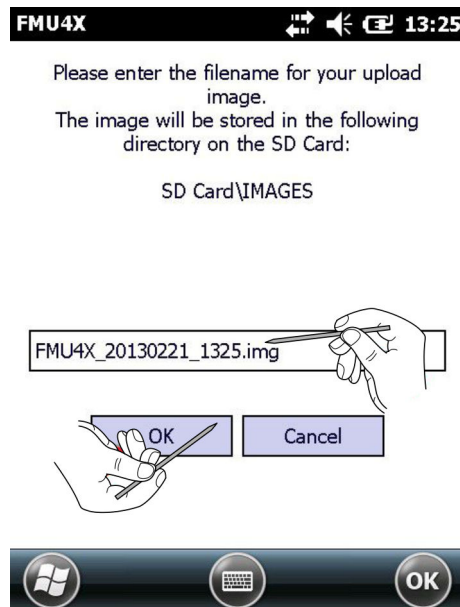 FMU4X 13:25
Please enter the filename for your upload
image.
The image will be stored in the following
directory on the SD Card:
SD Card\IMAGES
FMU4X_20130221_1325.img
OK Cancel
OK